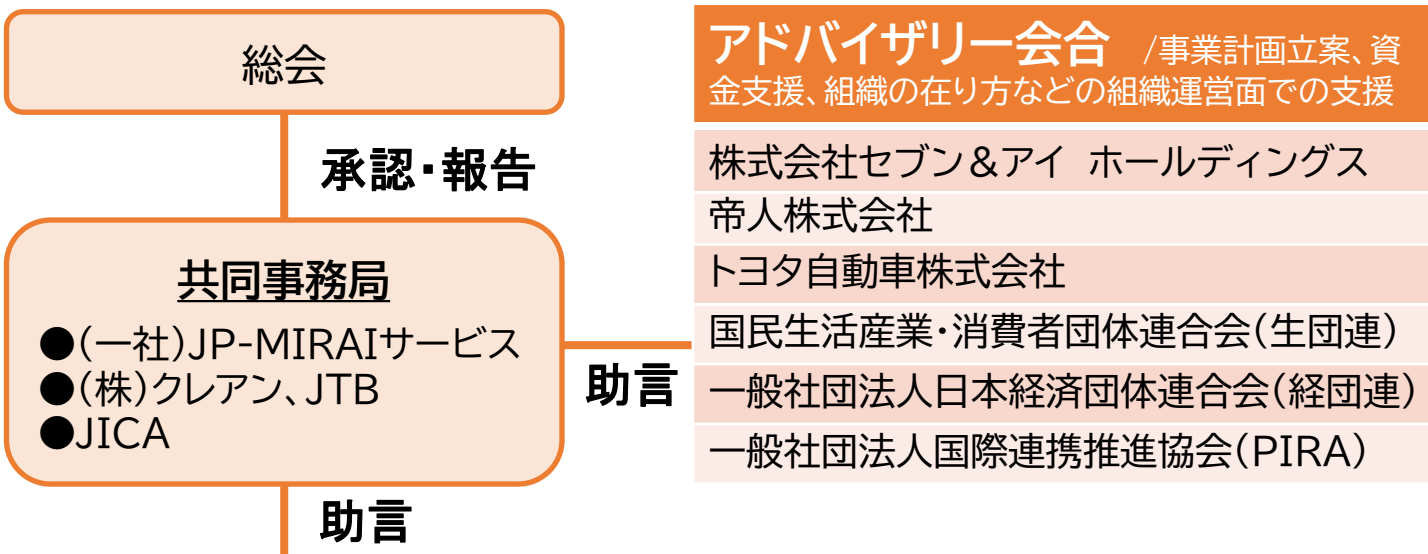 総会
承認・報告
共同事務局
●(一社)JP-MIRAIサービス
●(株)クレアン、JTB
●JICA
助言
助言
アドバイザリー会合 /事業計画立案、資
金支援、組織の在り方などの組織運営面での支援
株式会社セブン&アイ ホールディングス
帝人株式会社
トヨタ自動車株式会社
国民生活産業・消費者団体連合会(生団連)
一般社団法人日本経済団体連合会(経団連)
一般社団法人国際連携推進協会(PIRA)